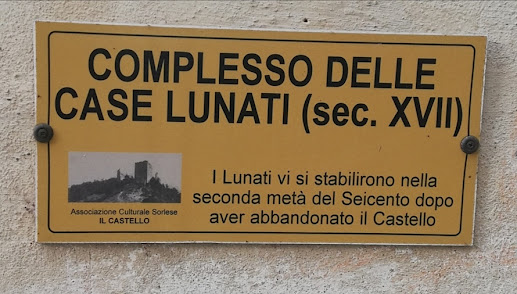 COMPLESSO DELLE
CASE LUNATI (sec. XVII)
I Lunati vi si stabilirono nella
seconda metà del Seicento dopo
aver abbandonato il Castello
Associazione Culturale Sorlese
IL CASTELLO